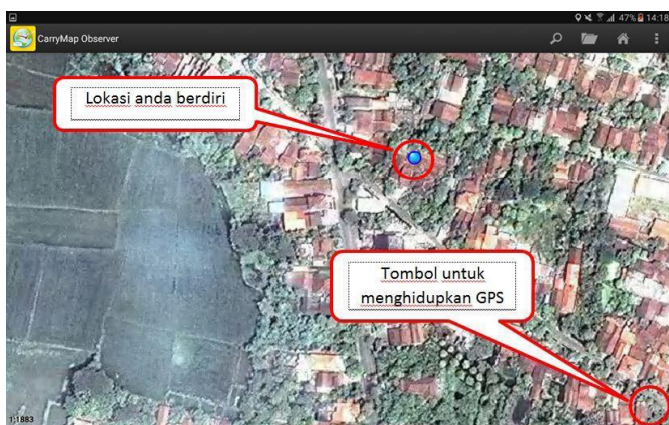 47% 14:18
CarryMap Observer
Lokasi anda berdiri
Tombol untuk
menghidupkan GPS
1:1883